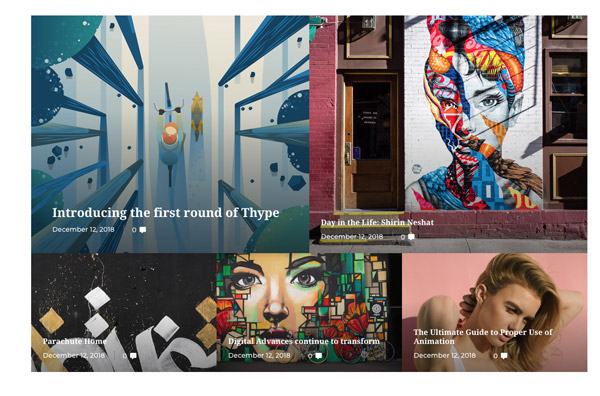 Introducing the first round of Thype
December 12, 2018 0
Day in the Life: Shirin Neshat
December 12, 2018 0
Parachute Home
December 12, 2018 0
Digital Advances continue to transform
December 12, 2018 0
The Ultimate Guide to Proper Use of
Animation
December 12, 2018 0